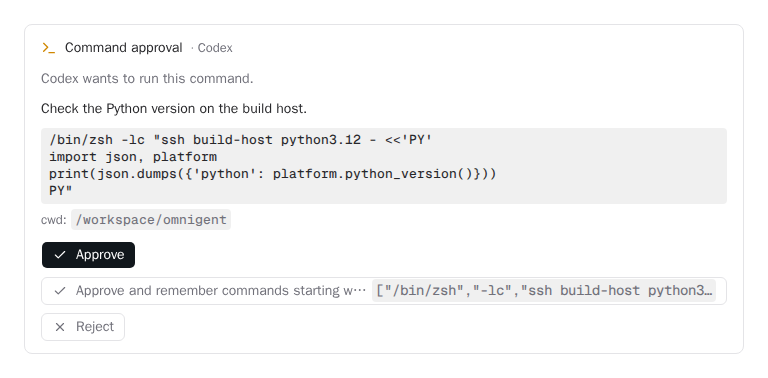 Command approval · Codex
Codex wants to run this command.
Check the Python version on the build host.
/bin/zsh -lc "ssh build-host python3.12 - <<'PY'
import json, platform
print(json.dumps({'python': platform.python_version()}))
PY"
cwd: /workspace/omnigent
Approve
Approve and remember commands starting w… ["/bin/zsh","-lc","ssh build-host python3…
Reject